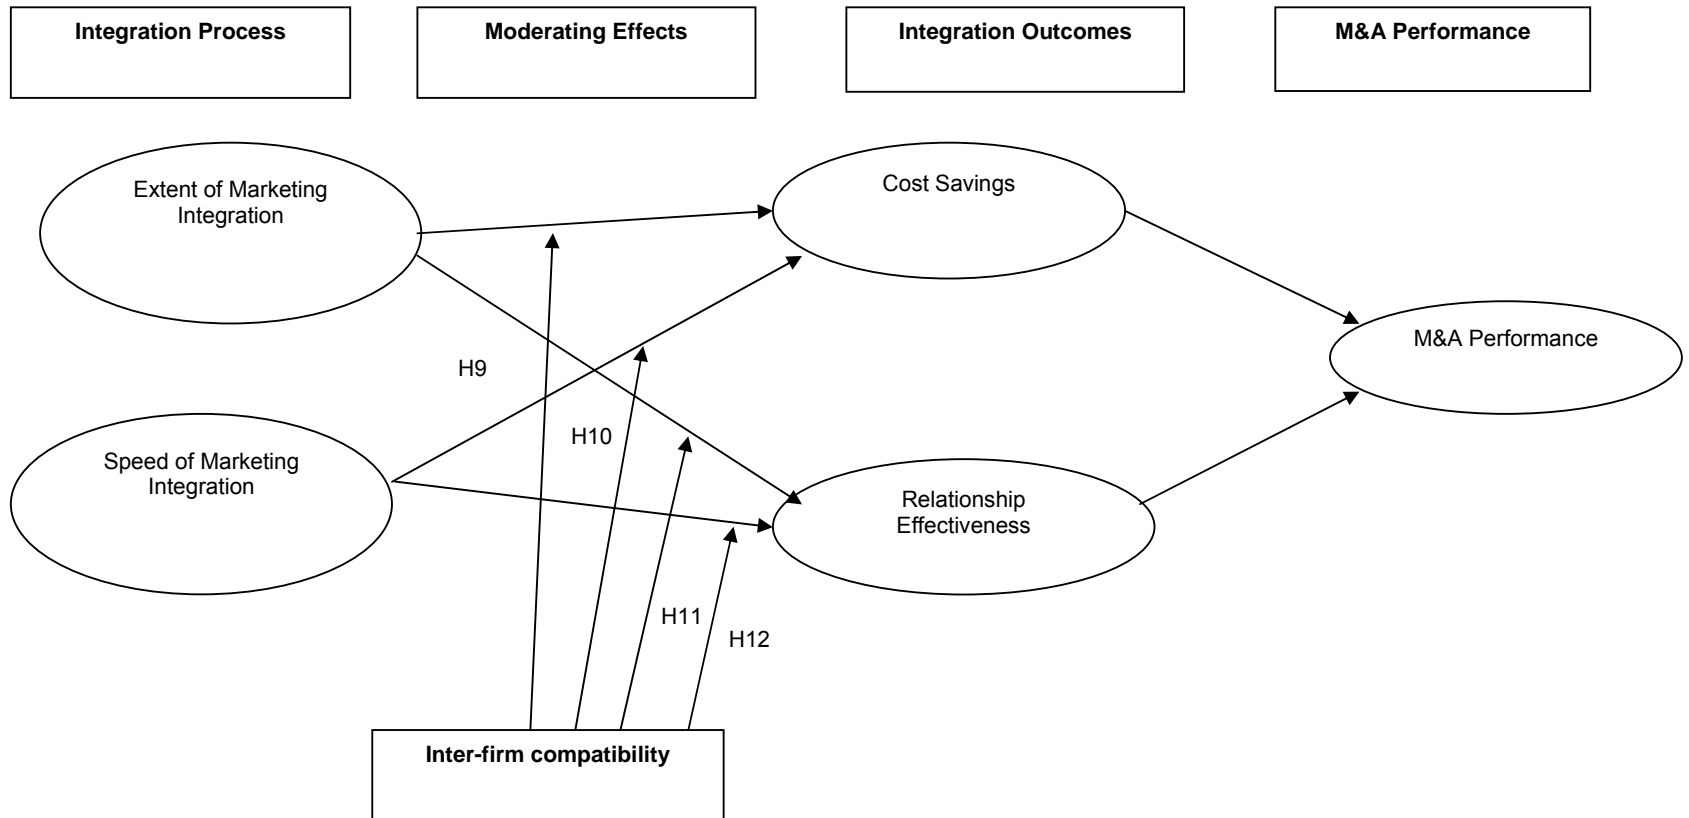 Integration Process
Moderating Effects
Integration Outcomes
M&A Performance
Extent of Marketing
Integration
Cost Savings
M&A Performance
H9
H10
Speed of Marketing
Integration
Relationship
Effectiveness
H11
H12
Inter-firm compatibility